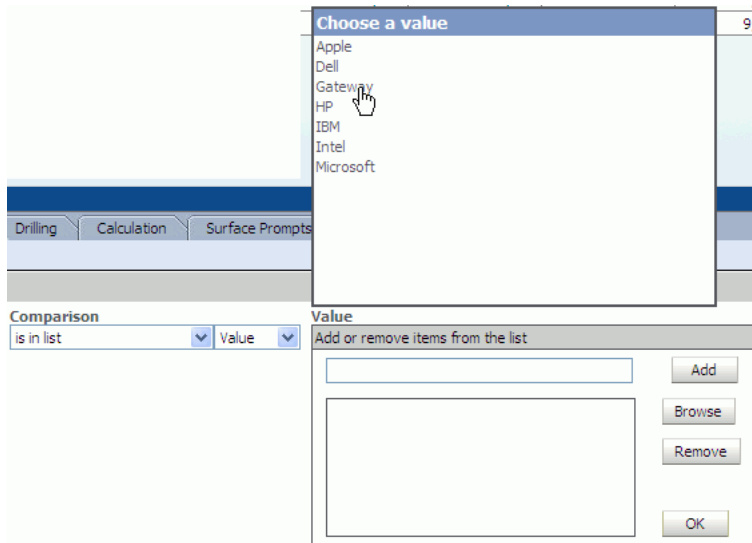 Choose a value
9
Apple
Dell
Gateway
HP
IBM
Intel
Microsoft
Drilling Calculation Surface Prompts
Comparison Value
is in list Value Add or remove items from the list
Add
Browse
Remove
OK